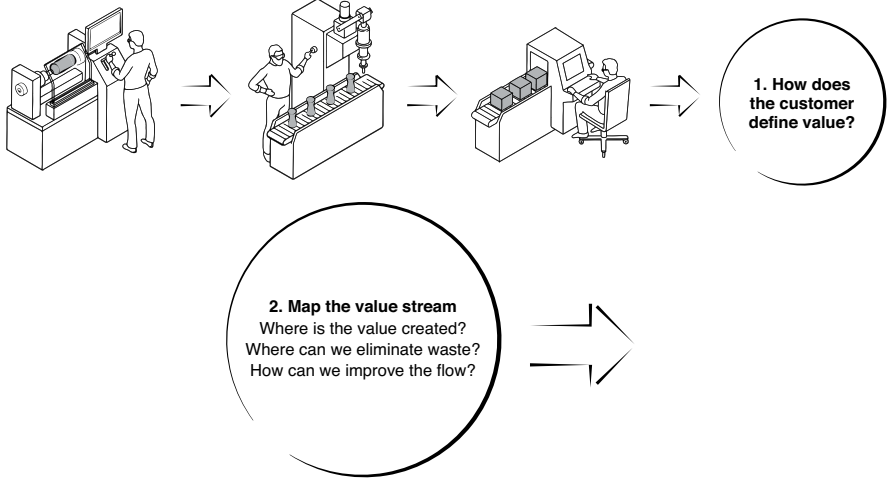 1. How does
the customer
define value?
2. Map the value stream
Where is the value created?
Where can we eliminate waste?
How can we improve the flow?